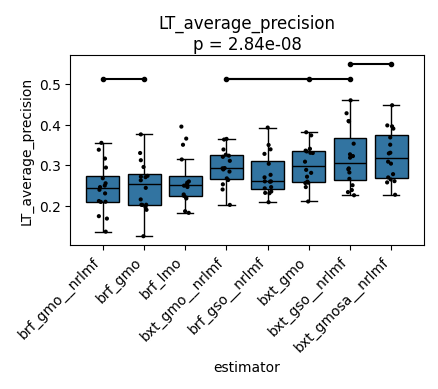 LT_average_precision
p = 2.84e-08
LT_average_precision
0.5
0.4
0.3
0.2
brf_gmo__nrlmf
brf_gmo
brf_lmo
bxt_gmo__nrlmf
brf_gso__nrlmf
bxt_gmo
bxt_gso__nrlmf
bxt_gmosa__nrlmf
estimator